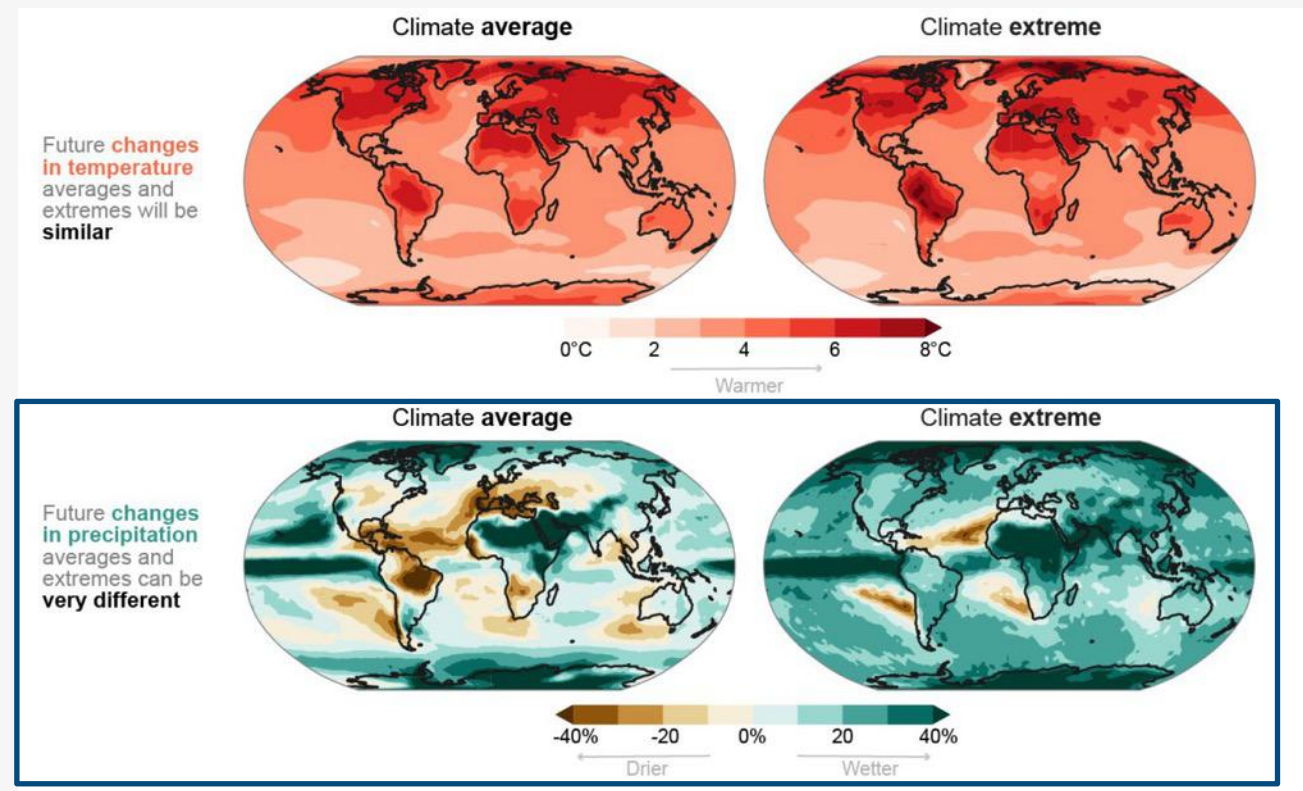 Climate average
Climate extreme
Future changes
in temperature
averages and
extremes will be
similar
0°C 2 4 6 8°C
Warmer
Climate average
Climate extreme
Future changes
in precipitation
averages and
extremes can be
very different
-40% -20 0% 20 40%
Drier
Wetter